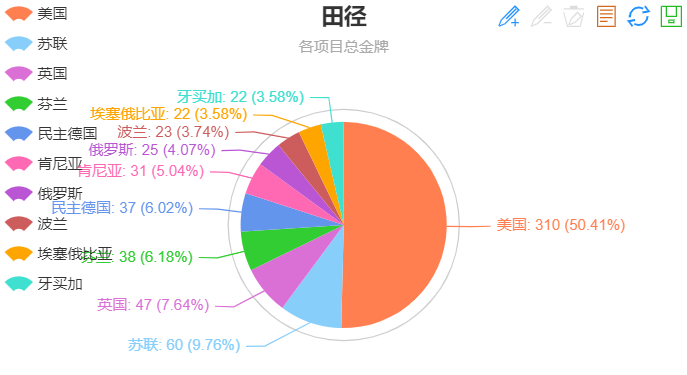 田径
各项目总金牌
美国
苏联
英国
芬兰
民主德国
肯尼亚
俄罗斯
波兰
埃塞俄比亚
牙买加
牙买加: 22 (3.58%)
埃塞俄比亚: 22 (3.58%)
波兰: 23 (3.74%)
俄罗斯: 25 (4.07%)
肯尼亚: 31 (5.04%)
民主德国: 37 (6.02%)
芬兰: 38 (6.18%)
英国: 47 (7.64%)
苏联: 60 (9.76%)
美国: 310 (50.41%)